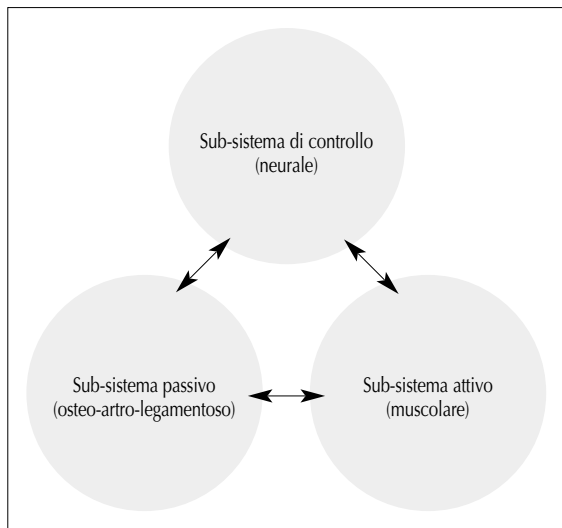 Sub-sistema di controllo
(neurale)
Sub-sistema passivo
(osteo-artro-legamentoso)
Sub-sistema attivo
(muscolare)